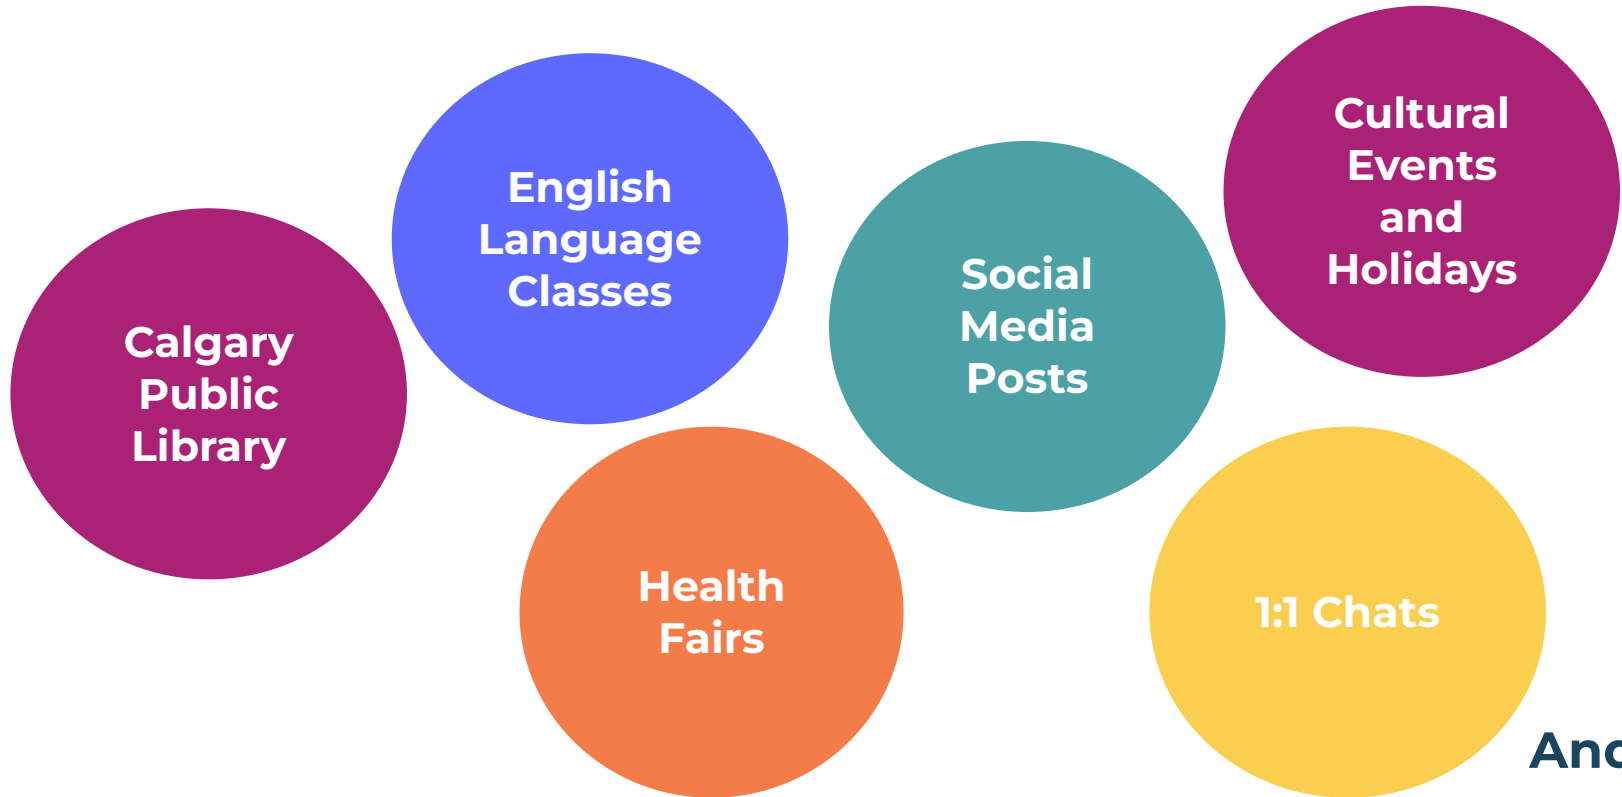 Calgary
Public
Library
English
Language
Classes
Social
Media
Posts
Cultural
Events
and
Holidays
Health
Fairs
1:1 Chats